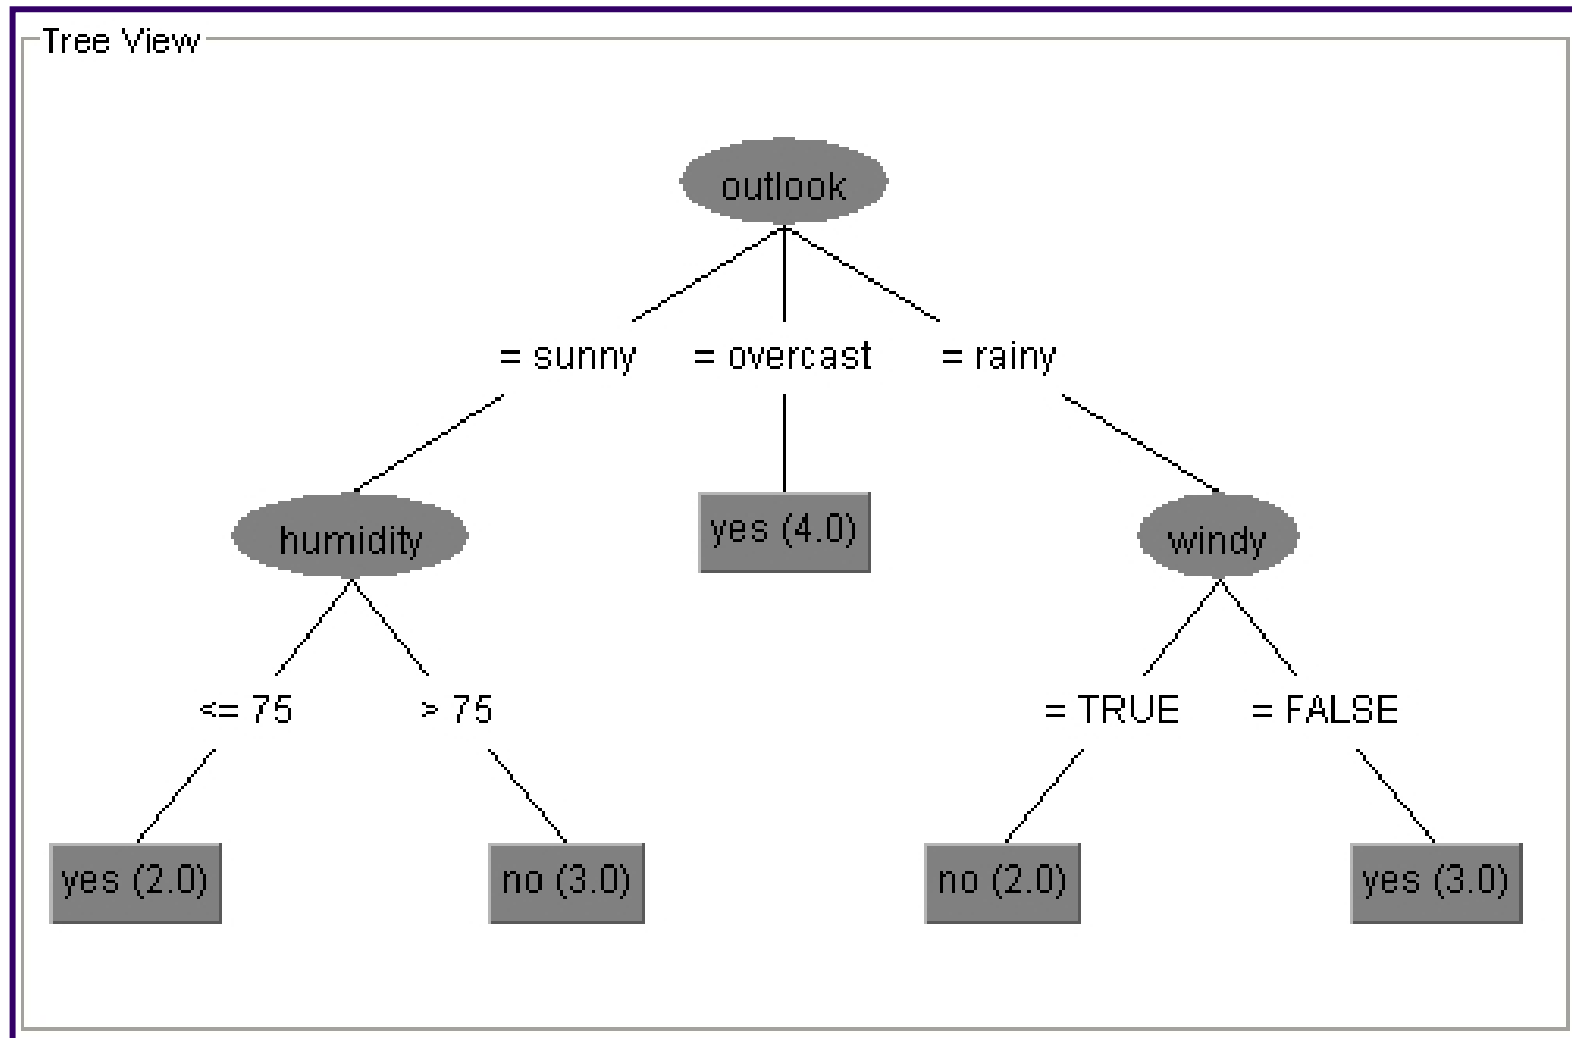 Tree View
outlook
= sunny = overcast = rainy
humidity yes (4.0) windy
<= 75 > 75 = TRUE = FALSE
yes (2.0) no (3.0) no (2.0) yes (3.0)